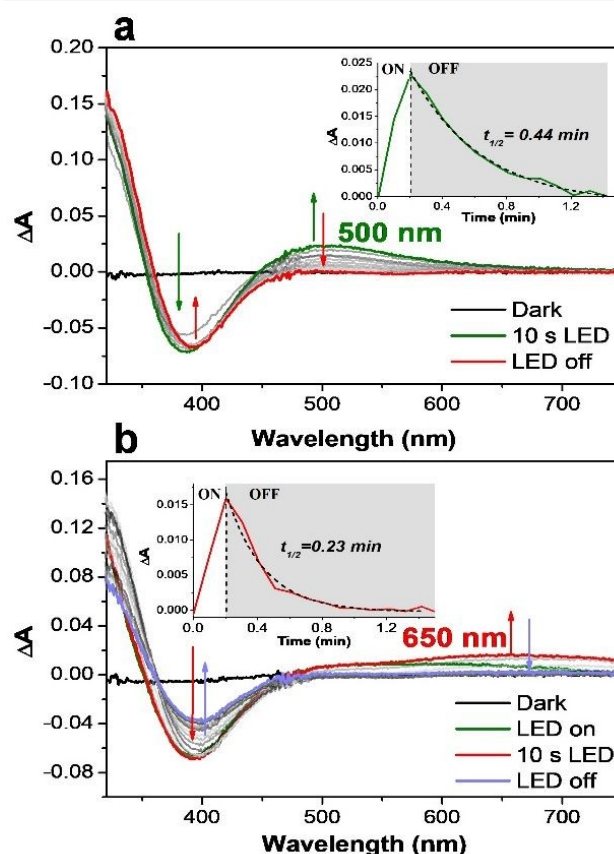 a
0.20
0.15
0.10
0.05
0.00
-0.05
-0.10
ΔA
400
500
600
700
Wavelength (nm)
500 nm
Dark
10 s LED
LED off
ON OFF
0.025
0.020
0.015
0.010
0.005
0.000
ΔA
t1/2= 0.44 min
0.0 0.4 0.8 1.2
Time (min)
b
0.16
0.12
0.08
0.04
0.00
-0.04
-0.08
ΔA
400
500
600
700
Wavelength (nm)
650 nm
Dark
LED on
10 s LED
LED off
ON OFF
0.015
0.010
0.005
0.000
ΔA
t1/2=0.23 min
0.0 0.4 0.8 1.2
Time (min)